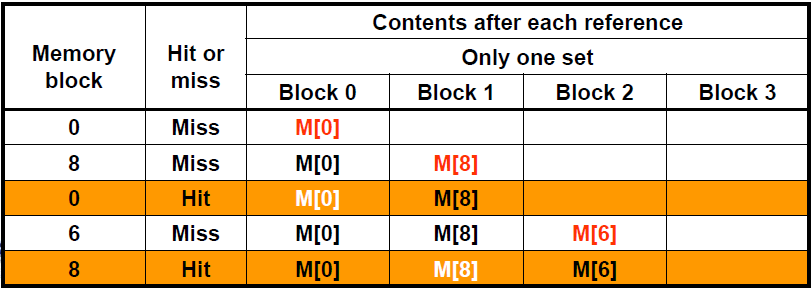 Memory block
Hit or miss
Contents after each reference
Only one set
Block 0 Block 1 Block 2 Block 3
0 Miss M[0]
8 Miss M[0] M[8]
0 Hit M[0] M[8]
6 Miss M[0] M[8] M[6]
8 Hit M[0] M[8] M[6]